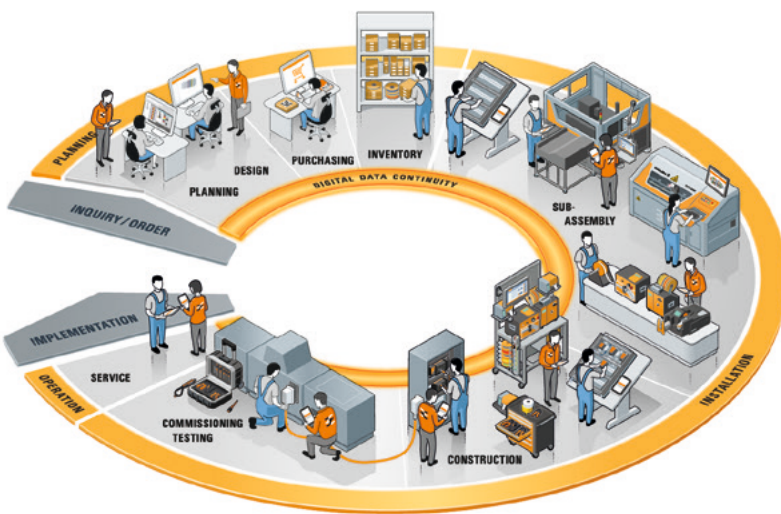 PLANNING
INQUIRY/ORDER
PLANNING
DESIGN
PURCHASING
INVENTORY
DIGITAL DATA CONTINUITY
SUB-
ASSEMBLY
INSTALLATION
CONSTRUCTION
COMMISSIONING
TESTING
SERVICE
OPERATION
IMPLEMENTATION